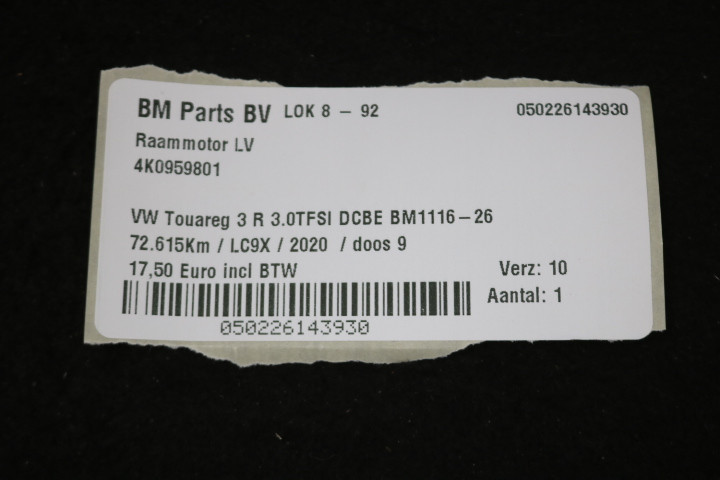 BM Parts BV LOK 8 - 92 050226143930
Raammotor LV
4K0959801
VW Touareg 3 R 3.0TFSI DCBE BM1116-26
72.615Km / LC9X / 2020 / doos 9
17,50 Euro incl BTW Verz: 10
Aantal: 1
050226143930